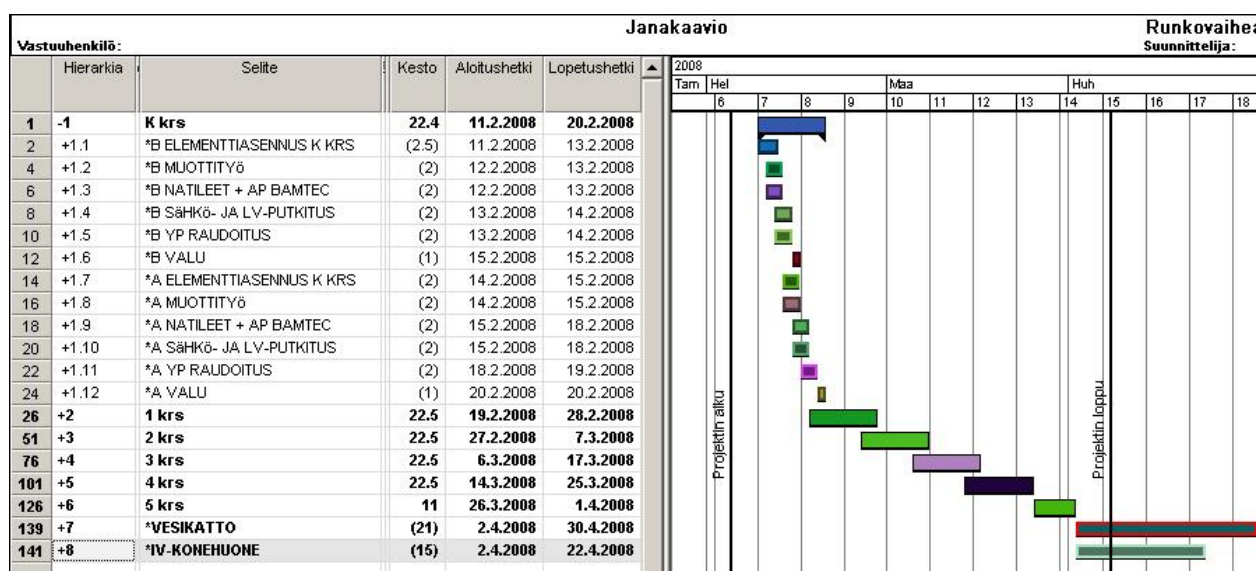 Janakaavio
Vastuuhenkilö:
Suunnittelija:
Hierarkia Selite Kesto Aloitushetki Lopetushetki
2008
Tam Hel Maa Huh
6 7 8 9 10 11 12 13 14 15 16 17 18
1 -1 K krs 22.4 11.2.2008 20.2.2008
2 +1.1 *B ELEMENTTIASENNUS K KRS (2.5) 11.2.2008 13.2.2008
4 +1.2 *B MUOTTITYö (2) 12.2.2008 13.2.2008
6 +1.3 *B NATILEET + AP BAMTEC (2) 12.2.2008 13.2.2008
8 +1.4 *B SäHKö- JA LV-PUTKITUS (2) 13.2.2008 14.2.2008
10 +1.5 *B YP RAUDOITUS (2) 13.2.2008 14.2.2008
12 +1.6 *B VALU (1) 15.2.2008 15.2.2008
14 +1.7 *A ELEMENTTIASENNUS K KRS (2) 14.2.2008 15.2.2008
16 +1.8 *A MUOTTITYö (2) 14.2.2008 15.2.2008
18 +1.9 *A NATILEET + AP BAMTEC (2) 15.2.2008 18.2.2008
20 +1.10 *A SäHKö- JA LV-PUTKITUS (2) 15.2.2008 18.2.2008
22 +1.11 *A YP RAUDOITUS (2) 18.2.2008 19.2.2008
24 +1.12 *A VALU (1) 20.2.2008 20.2.2008
26 +2 1 krs 22.5 19.2.2008 28.2.2008
51 +3 2 krs 22.5 27.2.2008 7.3.2008
76 +4 3 krs 22.5 6.3.2008 17.3.2008
101 +5 4 krs 22.5 14.3.2008 25.3.2008
126 +6 5 krs 11 26.3.2008 1.4.2008
139 +7 *VESIKATTO (21) 2.4.2008 30.4.2008
141 +8 *IV-KONEHUONE (15) 2.4.2008 22.4.2008
Projektin alku
Projektin loppu